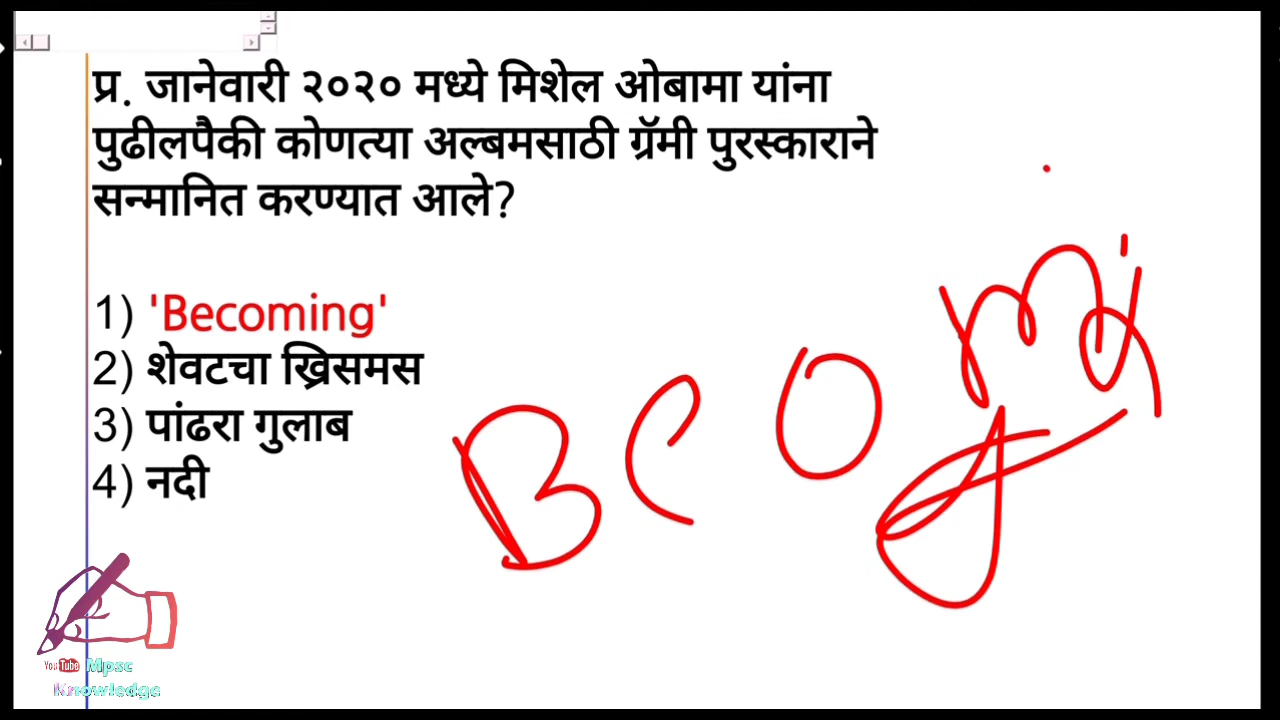 प्र. जानेवारी २०२० मध्ये मिशेल ओबामा यांना
पुढीलपैकी कोणत्या अल्बमसाठी ग्रॅमी पुरस्काराने
सन्मानित करण्यात आले?
1) 'Becoming'
2) शेवटचा ख्रिसमस
3) पांढरा गुलाब
4) नदी
YouTube Mpsc
Knowledge